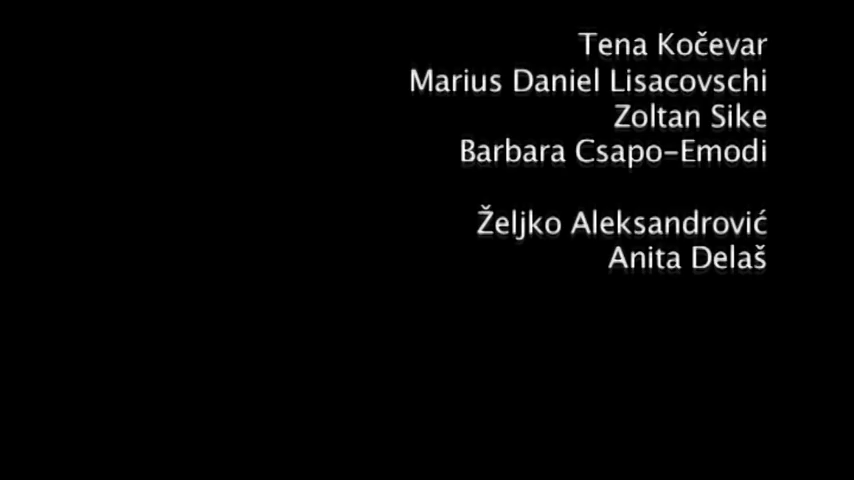 Tena Kočevar
Marius Daniel Lisacovschi
Zoltan Sike
Barbara Csapo-Emodi
Željko Aleksandrović
Anita Delaš